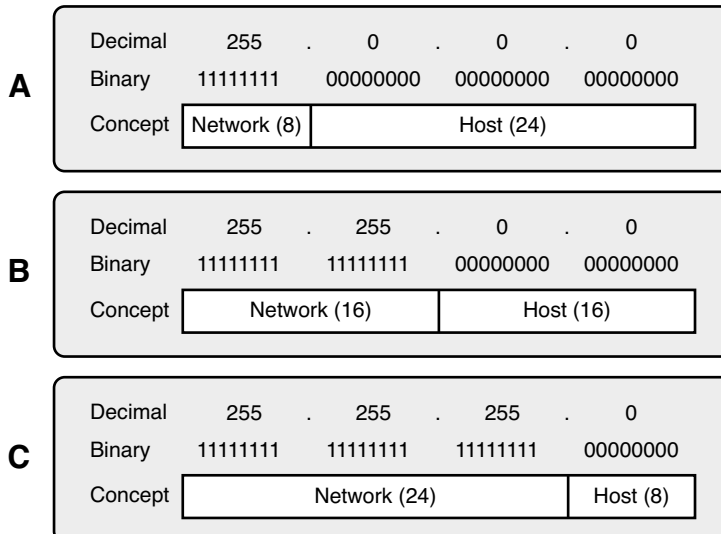 A
Decimal 255 . 0 . 0 . 0
Binary 11111111 00000000 00000000 00000000
Concept Network (8) Host (24)
B
Decimal 255 . 255 . 0 . 0
Binary 11111111 11111111 00000000 00000000
Concept Network (16) Host (16)
C
Decimal 255 . 255 . 255 . 0
Binary 11111111 11111111 11111111 00000000
Concept Network (24) Host (8)